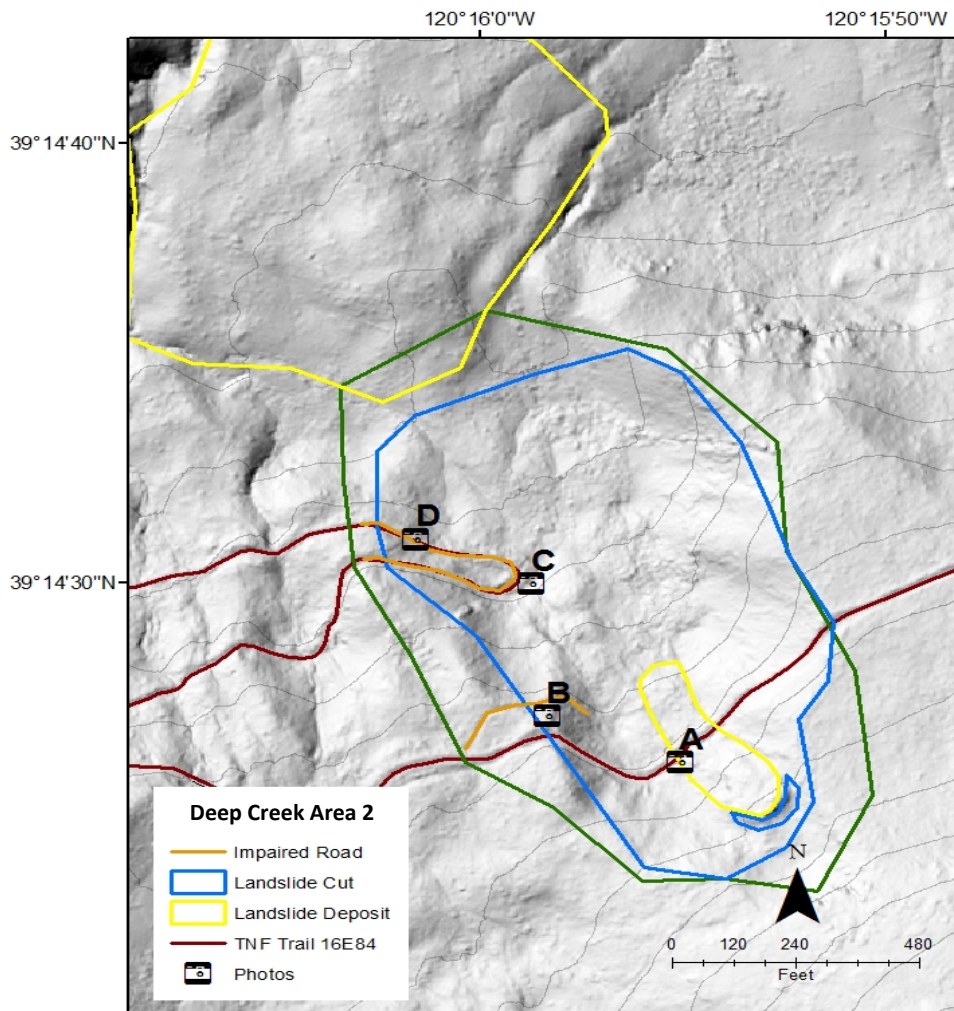 120°16'0"W
120°15'50"W
39°14'40"N
D
C
39°14'30"N
B
A
Deep Creek Area 2
Impaired Road
Landslide Cut
Landslide Deposit
TNF Trail 16E84
Photos
N
0 120 240 480
Feet